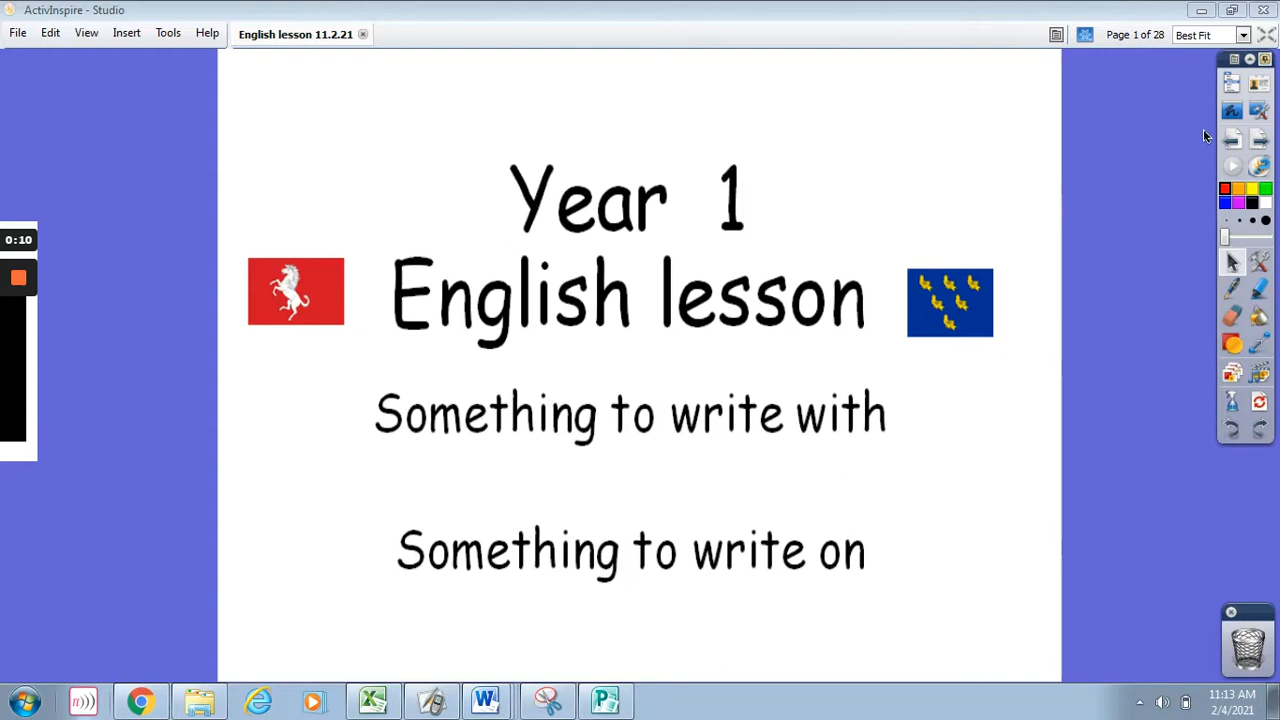 ActivInspire - Studio
File Edit View Insert Tools Help
English lesson 11.2.21
Page 1 of 28
Best Fit
Year 1
English lesson
Something to write with
Something to write on
0:10
11:13 AM
2/4/2021